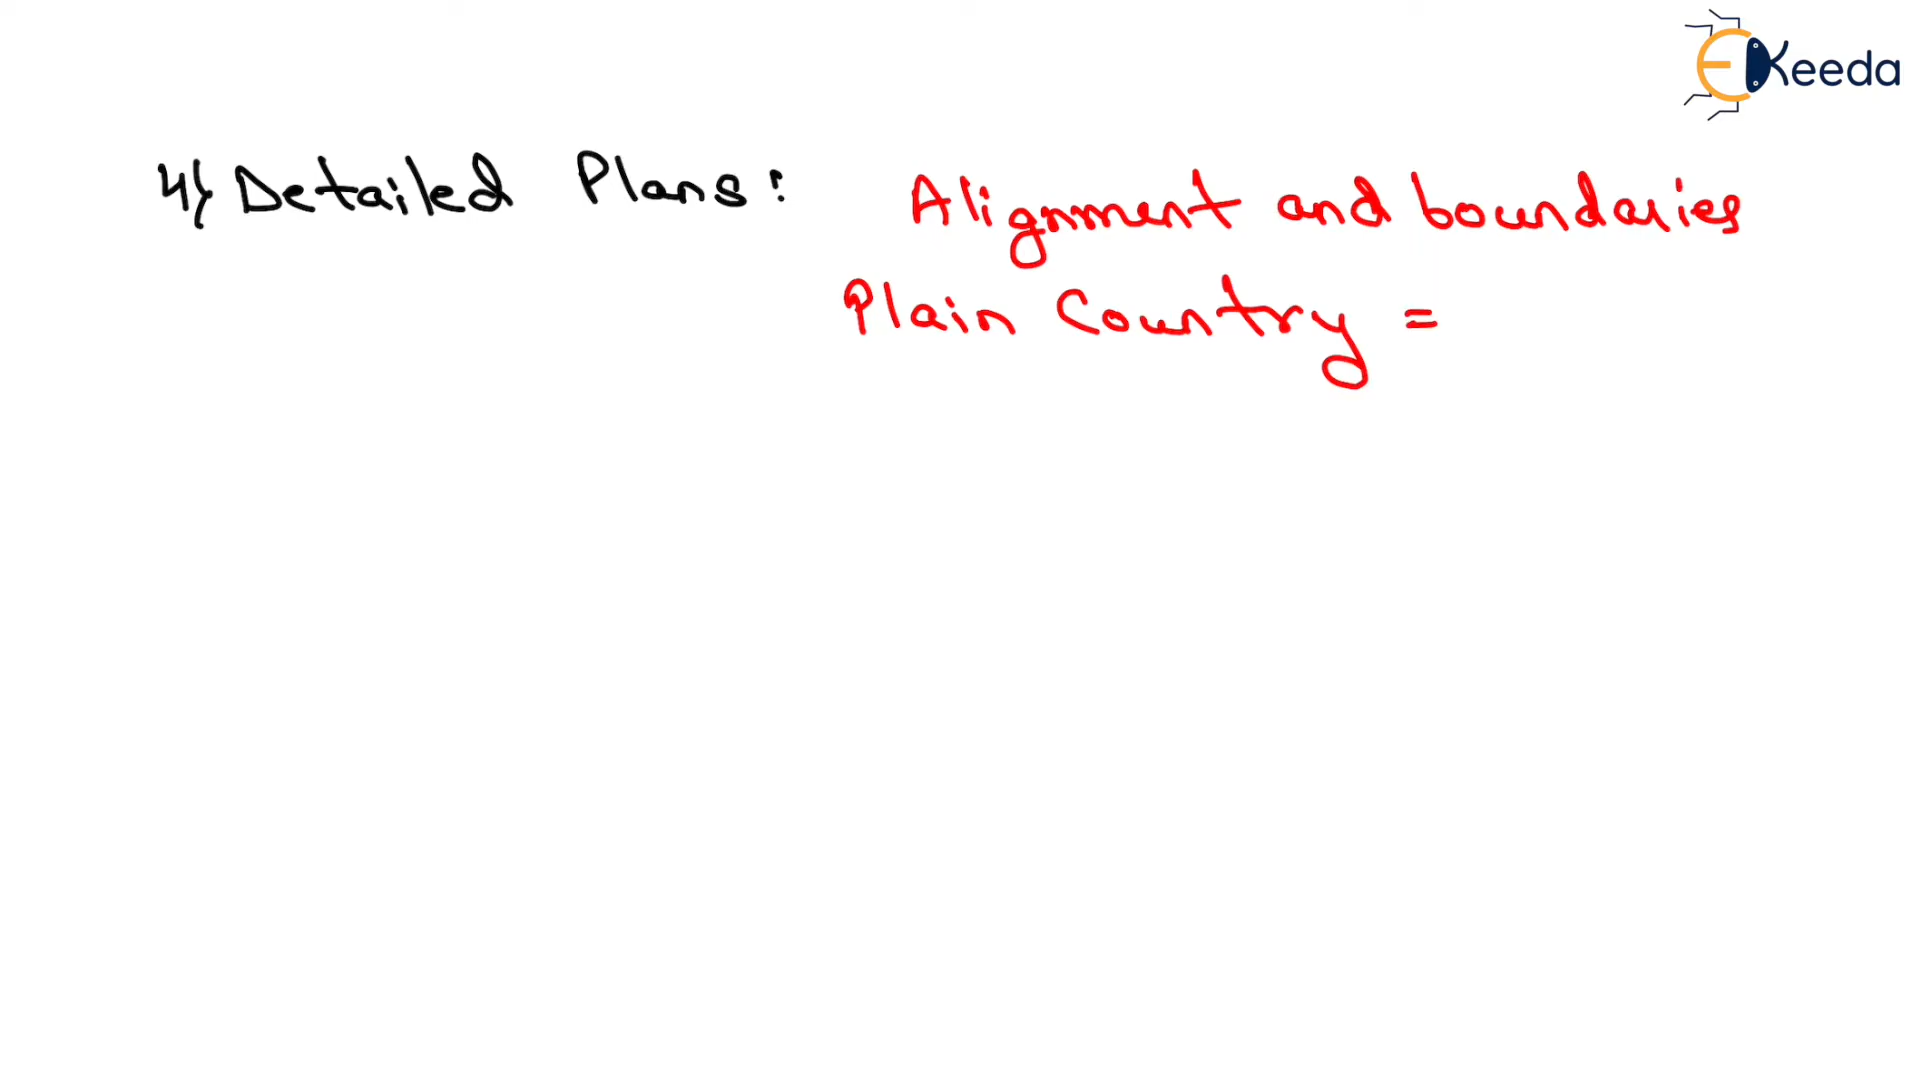 EKeeda
4) Detailed Plans : Alignment and boundaries
Plain Country =